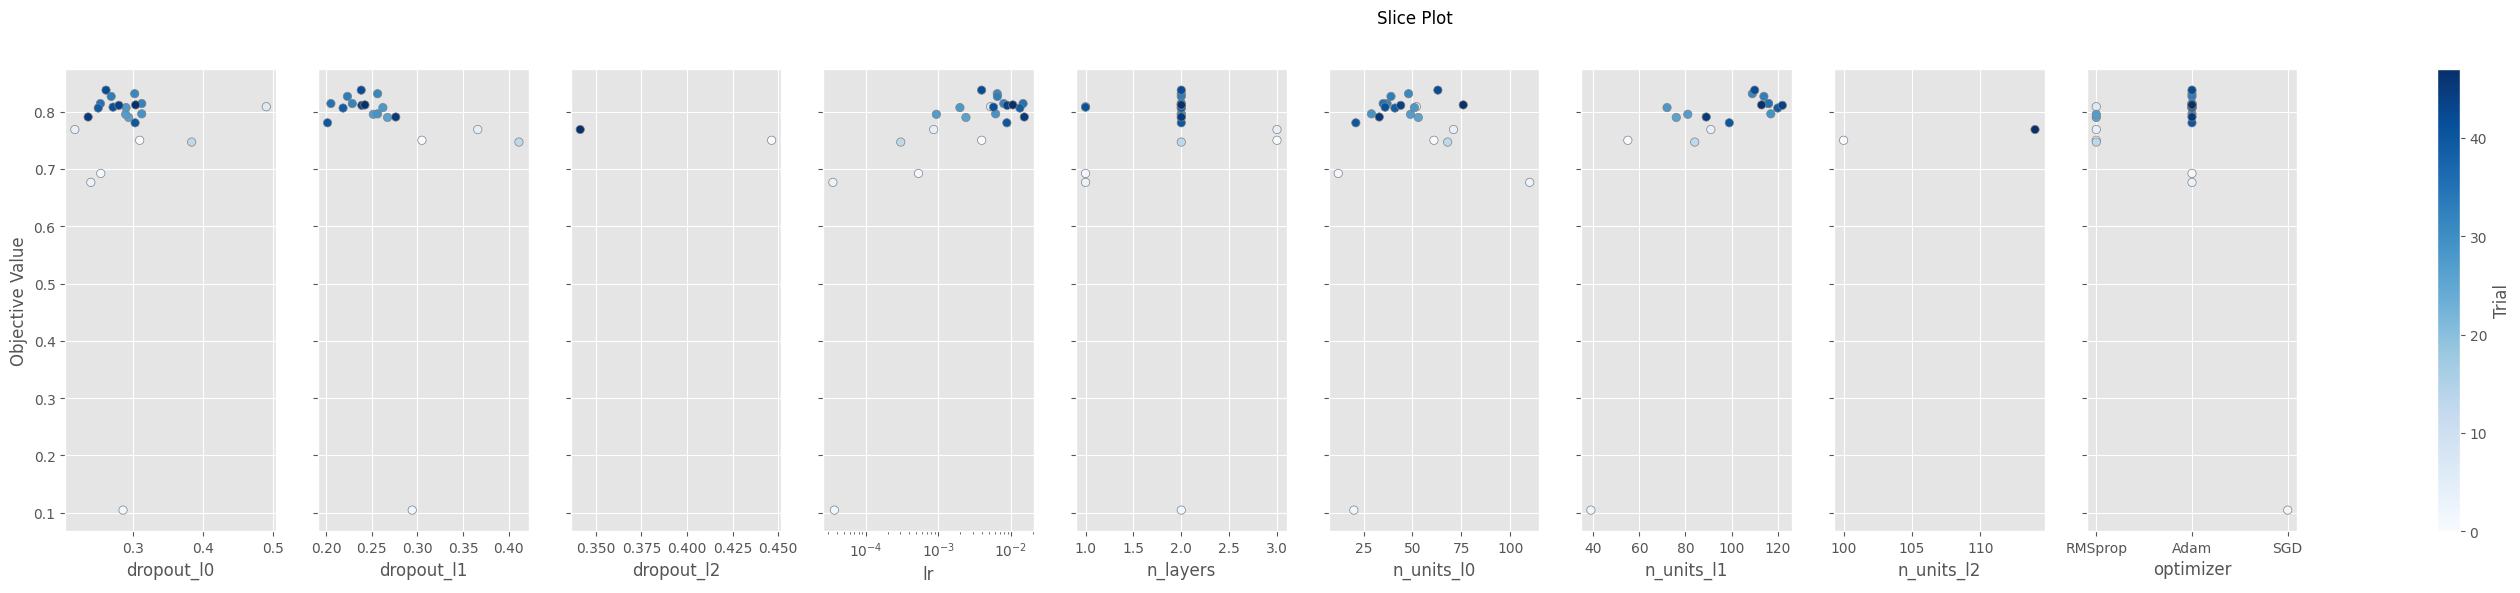 Slice Plot
Objective Value
0.8
0.7
0.6
0.5
0.4
0.3
0.2
0.1
0.3 0.4 0.5
dropout_l0
0.20 0.25 0.30 0.35 0.40
dropout_l1
0.350 0.375 0.400 0.425 0.450
dropout_l2
10⁻⁴ 10⁻³ 10⁻²
lr
1.0 1.5 2.0 2.5 3.0
n_layers
25 50 75 100
n_units_l0
40 60 80 100 120
n_units_l1
100 105 110
n_units_l2
RMSprop Adam SGD
optimizer
40
30
20
10
0
Trial